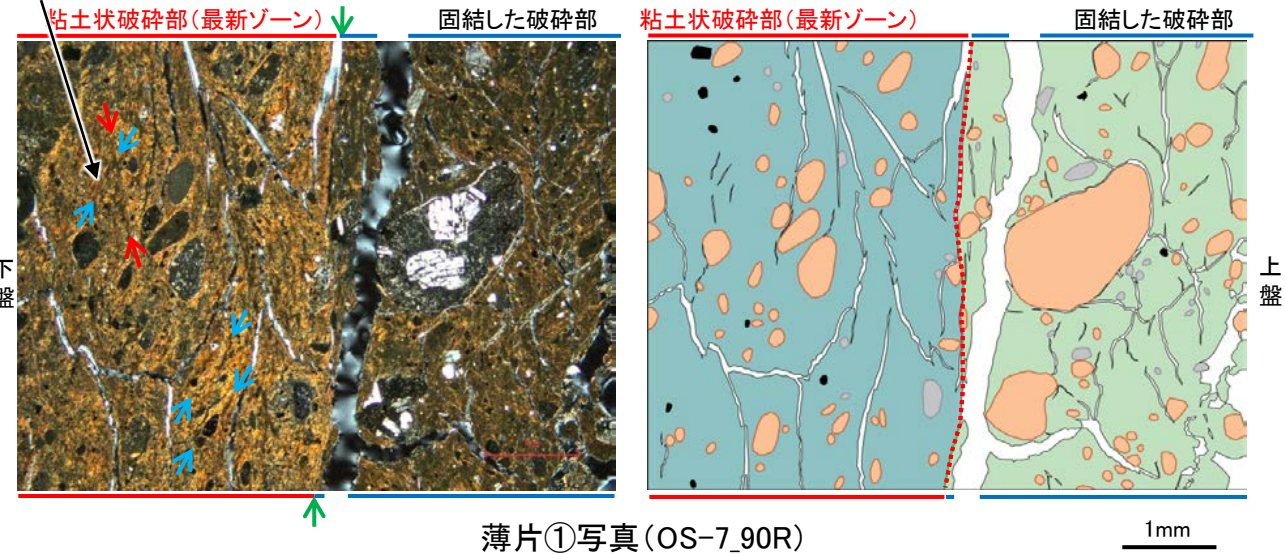 粘土状破砕部(最新ゾーン)
固結した破砕部
粘土状破砕部(最新ゾーン)
固結した破砕部
下盤
上盤
薄片①写真(OS-7_90R)
1mm